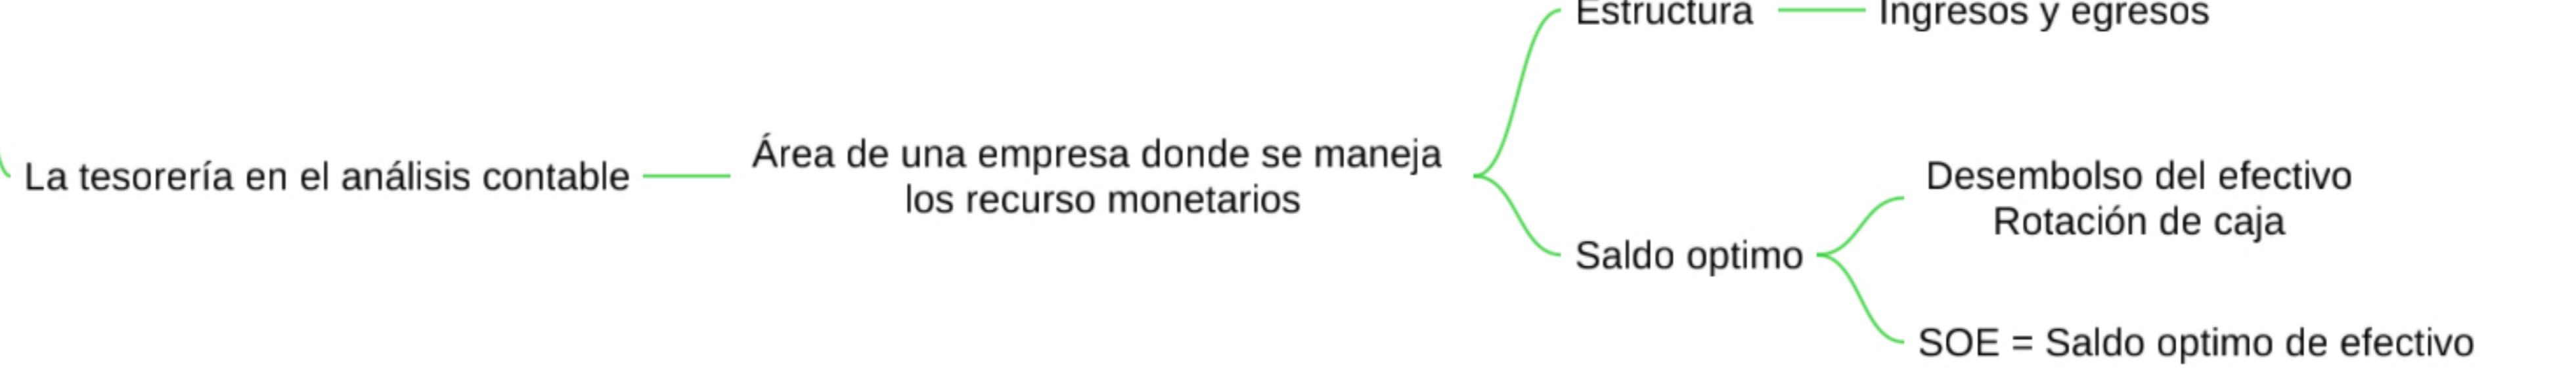 Estructura
Ingresos y egresos
La tesorería en el análisis contable
Área de una empresa donde se maneja
los recurso monetarios
Saldo optimo
Desembolso del efectivo
Rotación de caja
SOE = Saldo optimo de efectivo